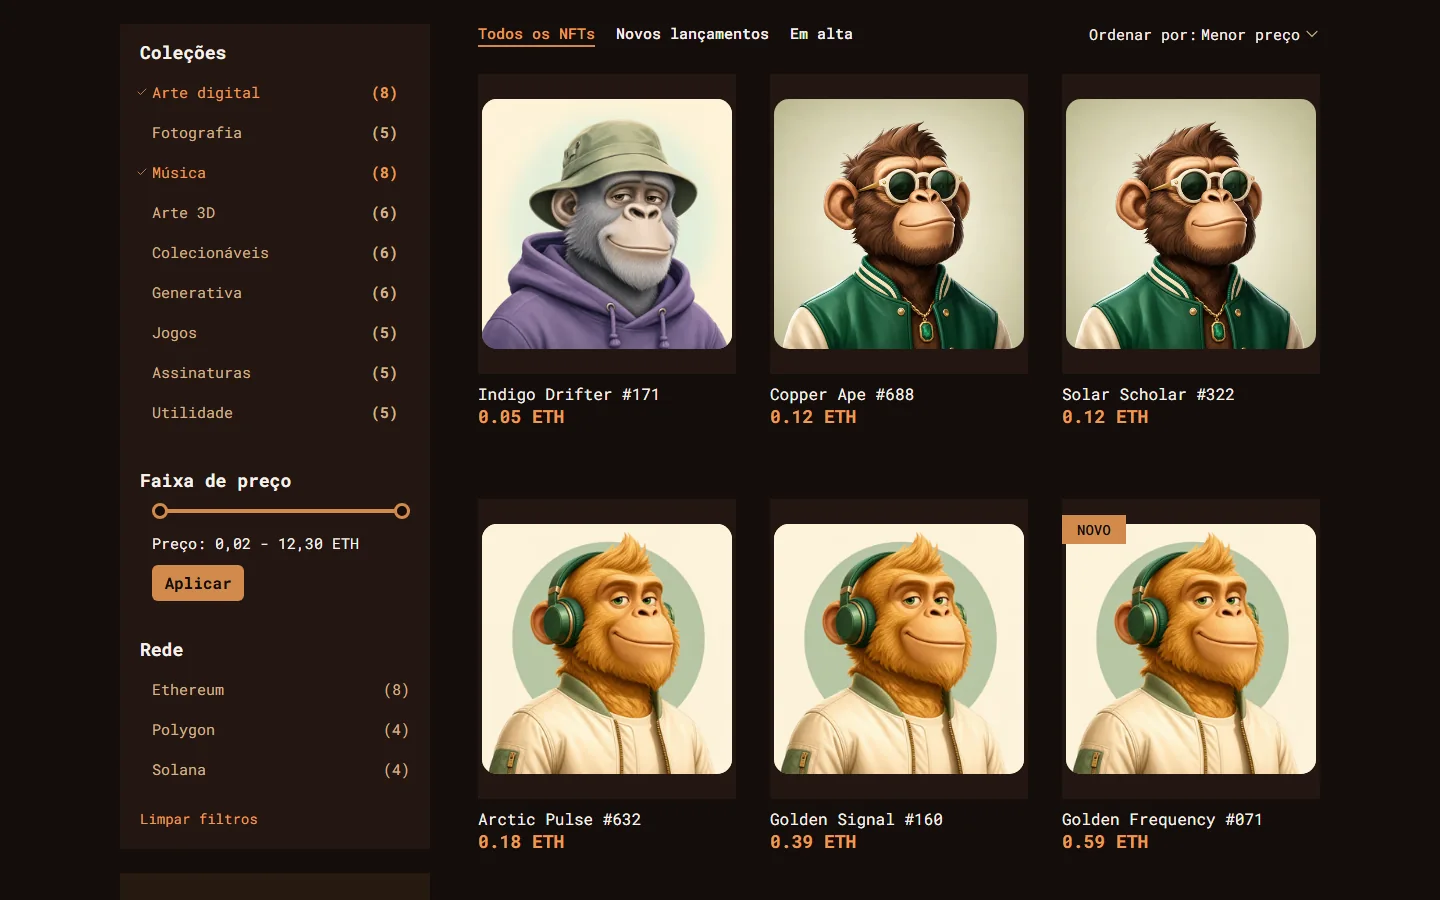 Coleções
Arte digital (8)
Fotografia (5)
Música (8)
Arte 3D (6)
Colecionáveis (6)
Generativa (6)
Jogos (5)
Assinaturas (5)
Utilidade (5)
Faixa de preço
Preço: 0,02 - 12,30 ETH
Aplicar
Rede
Ethereum (8)
Polygon (4)
Solana (4)
Limpar filtros
Todos os NFTs Novos lançamentos Em alta Ordenar por: Menor preço
Indigo Drifter #171
0.05 ETH
Copper Ape #688
0.12 ETH
Solar Scholar #322
0.12 ETH
Arctic Pulse #632
0.18 ETH
Golden Signal #160
0.39 ETH
NOVO
Golden Frequency #071
0.59 ETH